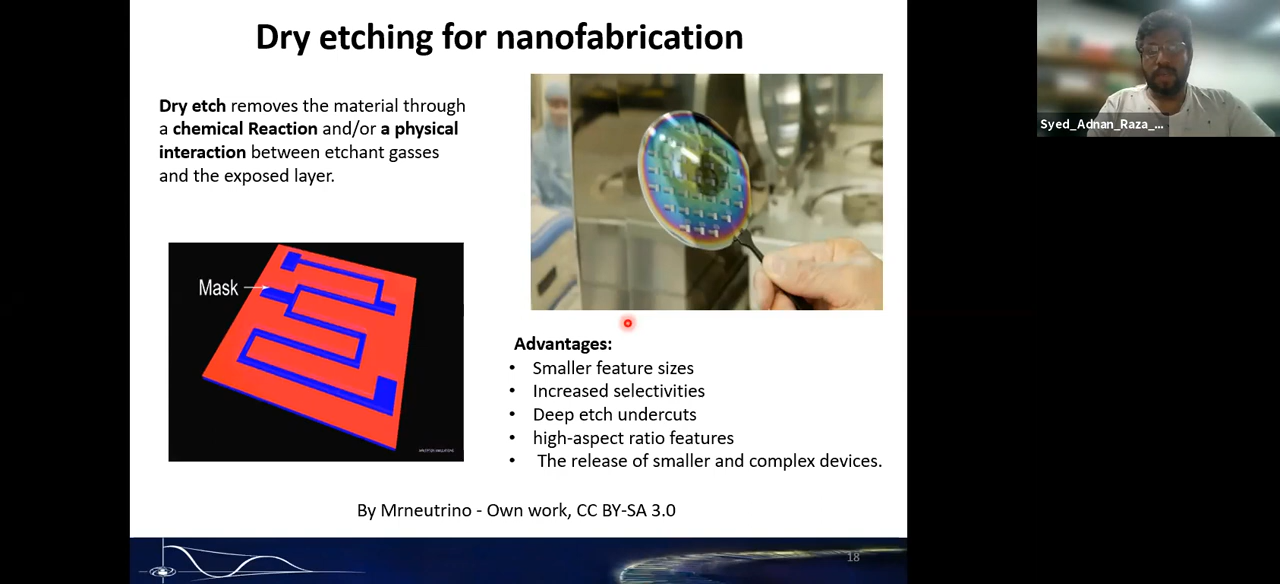 Dry etching for nanofabrication
Dry etch removes the material through
a chemical Reaction and/or a physical
interaction between etchant gasses
and the exposed layer.
Mask
Advantages:
• Smaller feature sizes
• Increased selectivities
• Deep etch undercuts
• high-aspect ratio features
• The release of smaller and complex devices.
By Mrneutrino - Own work, CC BY-SA 3.0
18
Syed_Adnan_Raza_...